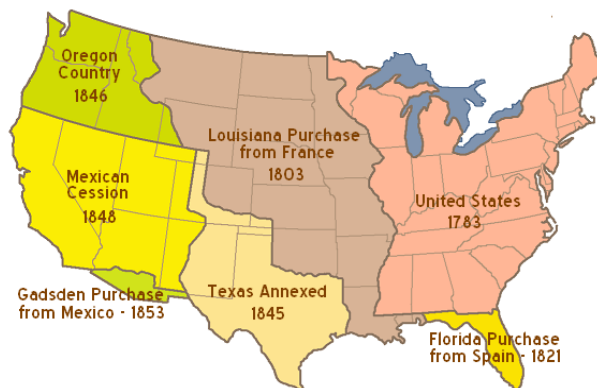 Oregon
Country
1846
Louisiana Purchase
from France
1803
Mexican
Cession
1848
United States
1783
Gadsden Purchase
from Mexico - 1853
Texas Annexed
1845
Florida Purchase
from Spain - 1821